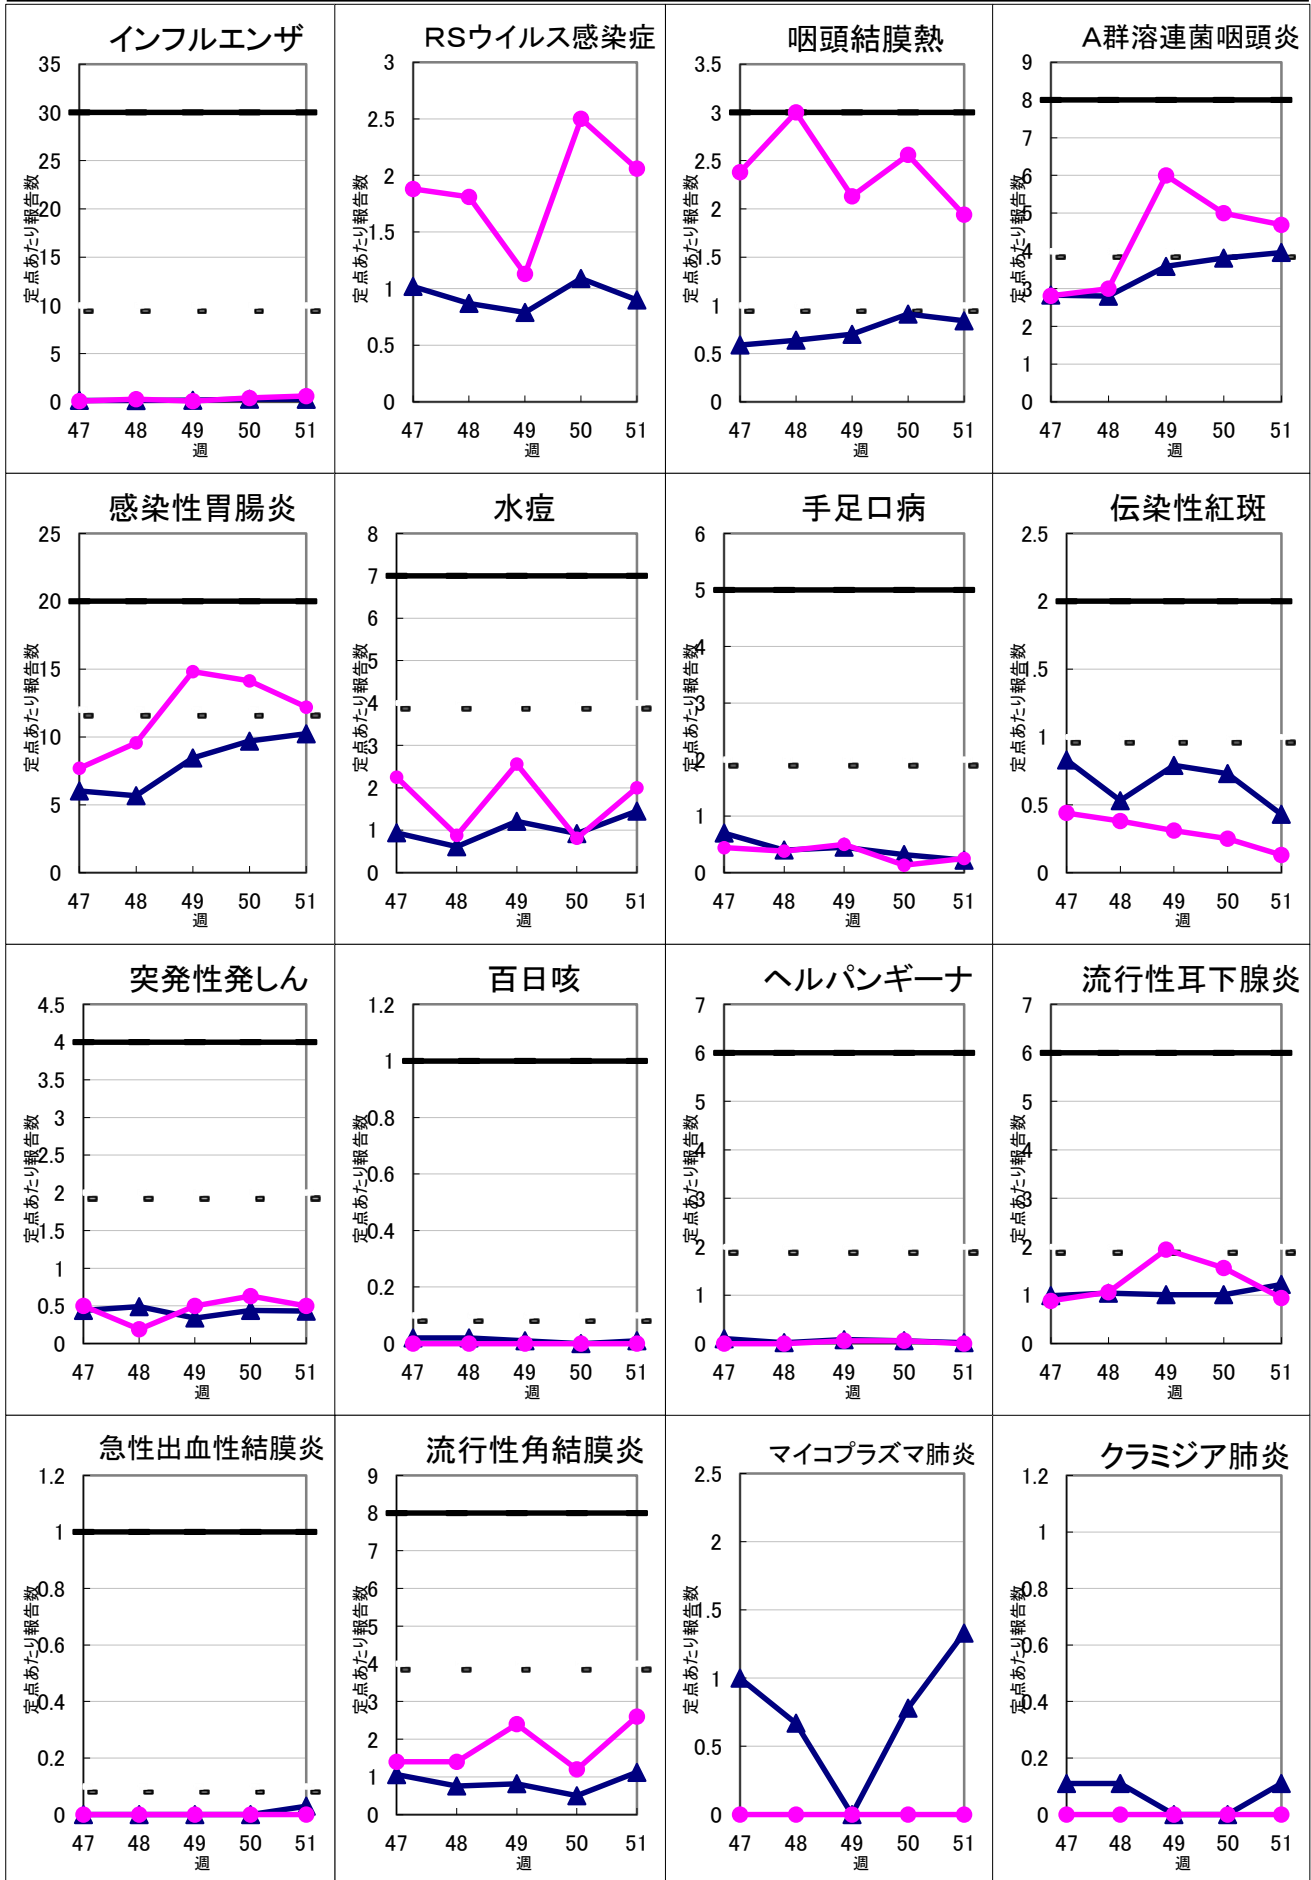 インフルエンザ
35
30
25
20
15
10
5
0
定点あたり報告数
47 48 49 50 51
週
RSウイルス感染症
3
2.5
2
1.5
1
0.5
0
定点あたり報告数
47 48 49 50 51
週
咽頭結膜熱
3.5
3
2.5
2
1.5
1
0.5
0
定点あたり報告数
47 48 49 50 51
週
A群溶連菌咽頭炎
9
8
7
6
5
4
3
2
1
0
定点あたり報告数
47 48 49 50 51
週
感染性胃腸炎
25
20
15
10
5
0
定点あたり報告数
47 48 49 50 51
週
水痘
8
7
6
5
4
3
2
1
0
定点あたり報告数
47 48 49 50 51
週
手足口病
6
5
4
3
2
1
0
定点あたり報告数
47 48 49 50 51
週
伝染性紅斑
2.5
2
1.5
1
0.5
0
定点あたり報告数
47 48 49 50 51
週
突発性発しん
4.5
4
3.5
3
2.5
2
1.5
1
0.5
0
定点あたり報告数
47 48 49 50 51
週
百日咳
1.2
1
0.8
0.6
0.4
0.2
0
定点あたり報告数
47 48 49 50 51
週
ヘルパンギーナ
7
6
5
4
3
2
1
0
定点あたり報告数
47 48 49 50 51
週
流行性耳下腺炎
7
6
5
4
3
2
1
0
定点あたり報告数
47 48 49 50 51
週
急性出血性結膜炎
1.2
1
0.8
0.6
0.4
0.2
0
定点あたり報告数
47 48 49 50 51
週
流行性角結膜炎
9
8
7
6
5
4
3
2
1
0
定点あたり報告数
47 48 49 50 51
週
マイコプラズマ肺炎
2.5
2
1.5
1
0.5
0
定点あたり報告数
47 48 49 50 51
週
クラミジア肺炎
1.2
1
0.8
0.6
0.4
0.2
0
定点あたり報告数
47 48 49 50 51
週